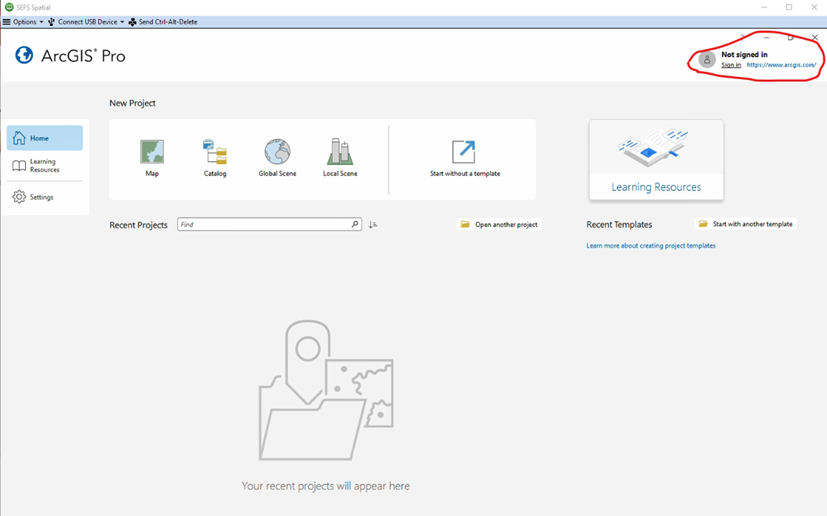 SEFS Spatial
Options Connect USB Device Send Ctrl-Alt-Delete
ArcGIS® Pro
Not signed in
Sign in https://www.arcgis.com/
New Project
Home
Learning
Resources
Settings
Map Catalog Global Scene Local Scene Start without a template
Learning Resources
Recent Projects Find Open another project
Recent Templates Start with another template
Learn more about creating project templates
Your recent projects will appear here